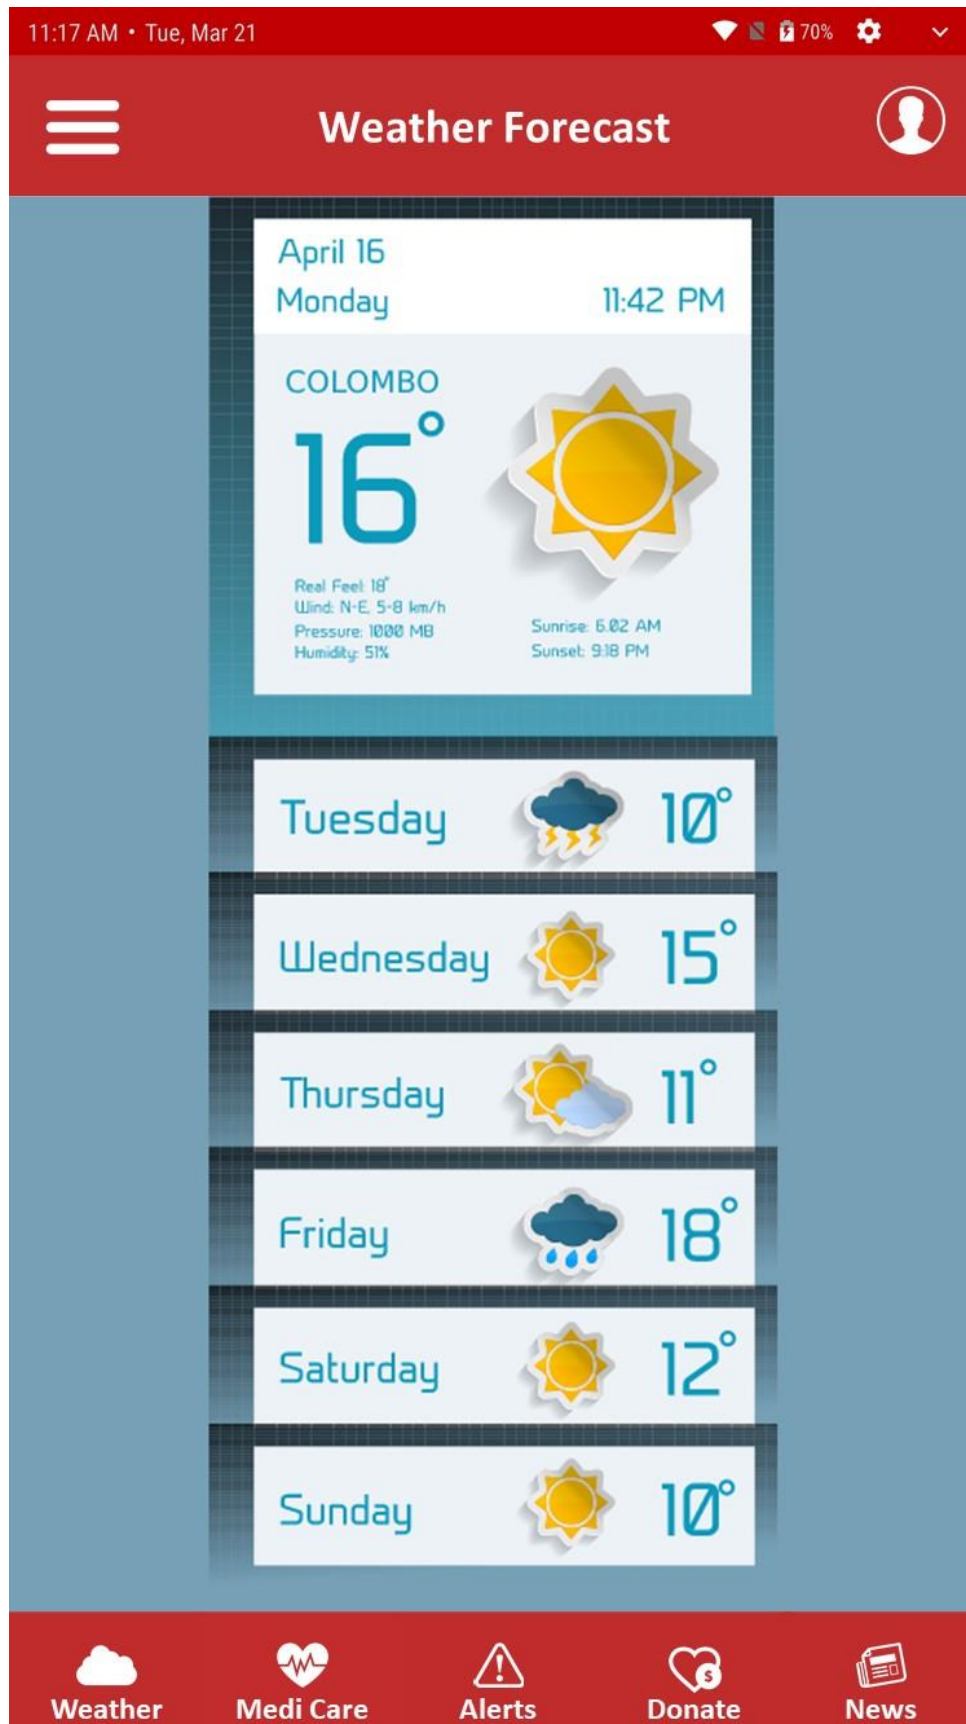 11:17 AM • Tue, Mar 21 70%
Weather Forecast
April 16
Monday 11:42 PM
COLOMBO
16°
Real Feel: 18°
Wind: N-E, 5-8 km/h
Pressure: 1000 MB
Humidity: 51%
Sunrise: 6.02 AM
Sunset: 9:18 PM
Tuesday 10°
Wednesday 15°
Thursday 11°
Friday 18°
Saturday 12°
Sunday 10°
$
Weather Medi Care Alerts Donate News